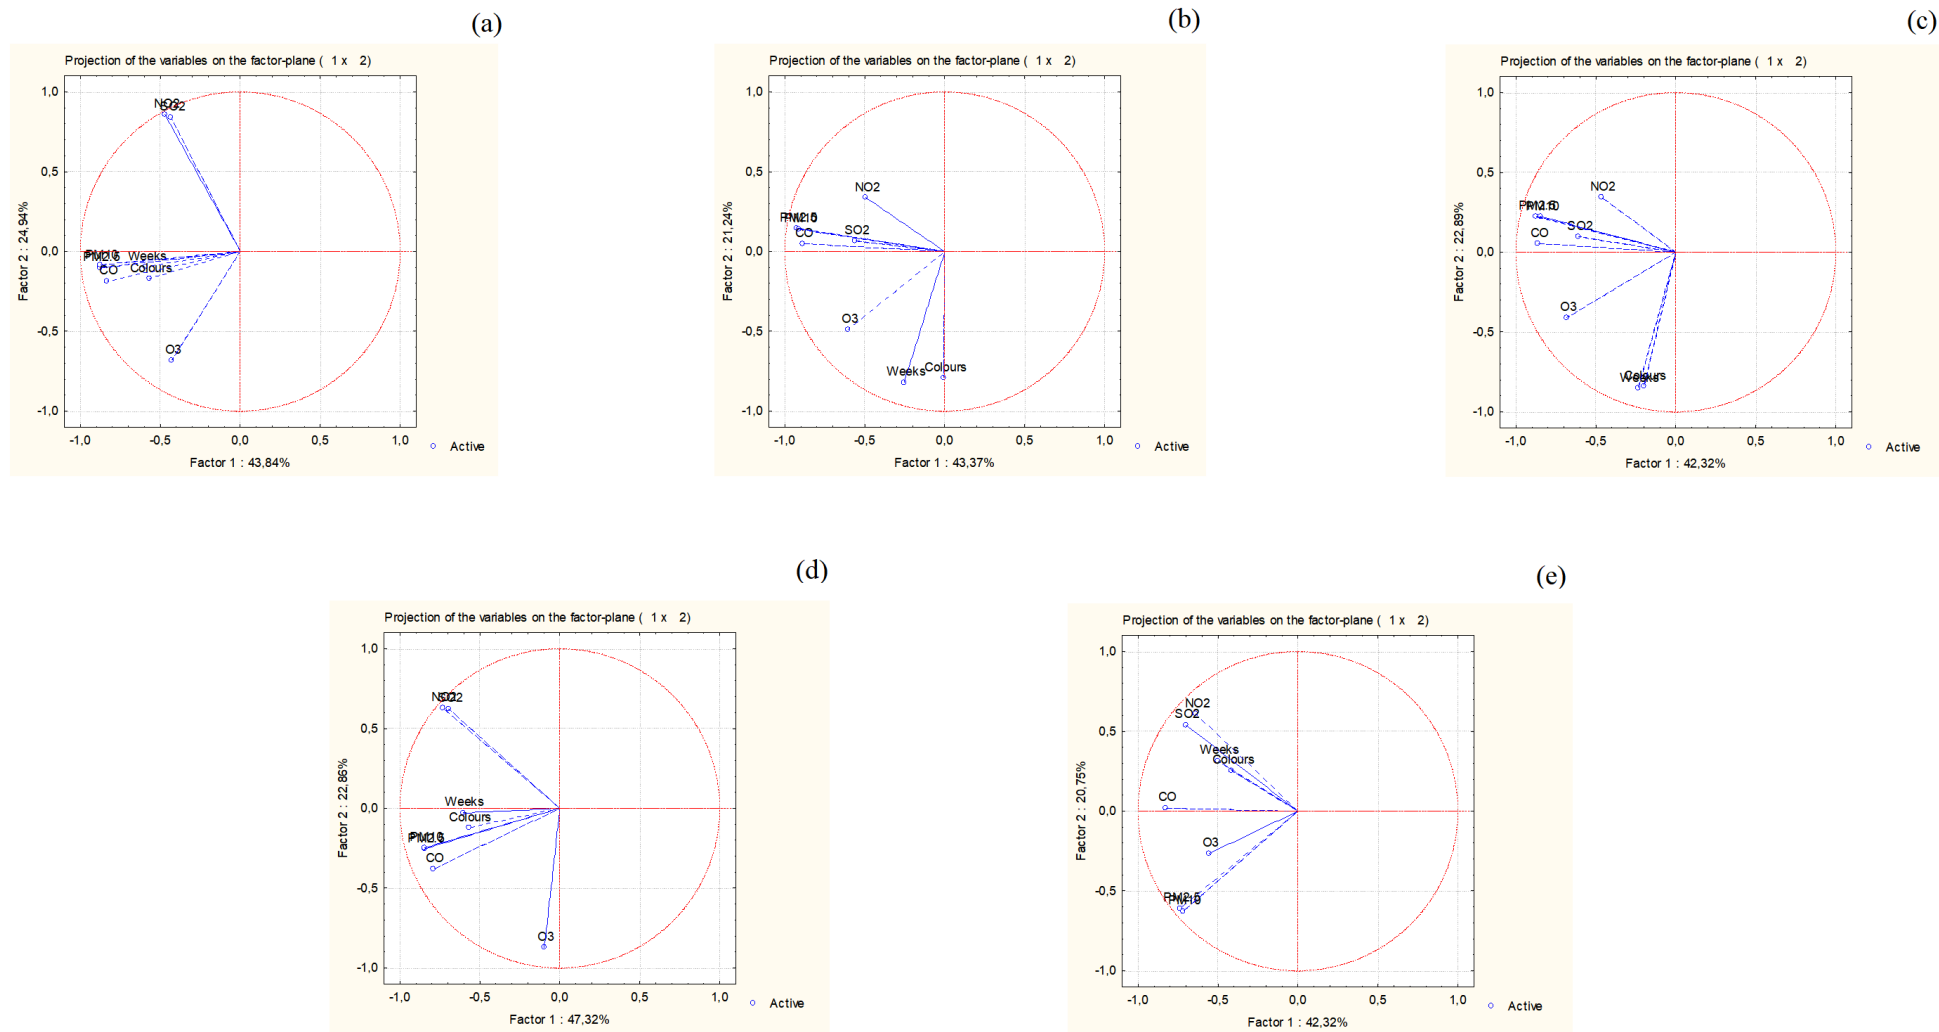 (a)
Projection of the variables on the factor-plane ( 1 x 2)
NO2
SO2
PM10
PM2.5
CO
Weeks
Colours
O3
1,0
0,5
0,0
-0,5
-1,0
Factor 2 : 24,94%
-1,0 -0,5 0,0 0,5 1,0
Factor 1 : 43,84%
Active
(b)
Projection of the variables on the factor-plane ( 1 x 2)
NO2
PM2.5
PM10
CO
SO2
O3
Weeks
Colours
1,0
0,5
0,0
-0,5
-1,0
Factor 2 : 21,24%
-1,0 -0,5 0,0 0,5 1,0
Factor 1 : 43,37%
Active
(c)
Projection of the variables on the factor-plane ( 1 x 2)
NO2
PM2.5
PM10
SO2
CO
O3
Colours
Weeks
1,0
0,5
0,0
-0,5
-1,0
Factor 2 : 22,89%
-1,0 -0,5 0,0 0,5 1,0
Factor 1 : 42,32%
Active
(d)
Projection of the variables on the factor-plane ( 1 x 2)
NO2
SO2
Weeks
Colours
PM10
PM2.5
CO
O3
1,0
0,5
0,0
-0,5
-1,0
Factor 2 : 22,86%
-1,0 -0,5 0,0 0,5 1,0
Factor 1 : 47,32%
Active
(e)
Projection of the variables on the factor-plane ( 1 x 2)
NO2
SO2
Weeks
Colours
CO
O3
PM2.5
PM10
1,0
0,5
0,0
-0,5
-1,0
Factor 2 : 20,75%
-1,0 -0,5 0,0 0,5 1,0
Factor 1 : 42,32%
Active